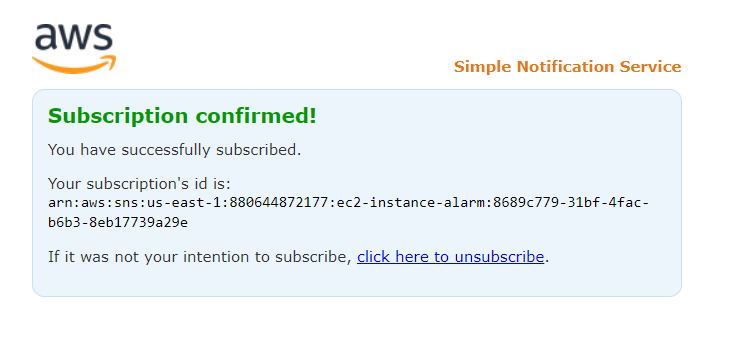 aws
Simple Notification Service
Subscription confirmed!
You have successfully subscribed.
Your subscription's id is:
arn:aws:sns:us-east-1:880644872177:ec2-instance-alarm:8689c779-31bf-4fac-
b6b3-8eb17739a29e
If it was not your intention to subscribe, click here to unsubscribe.